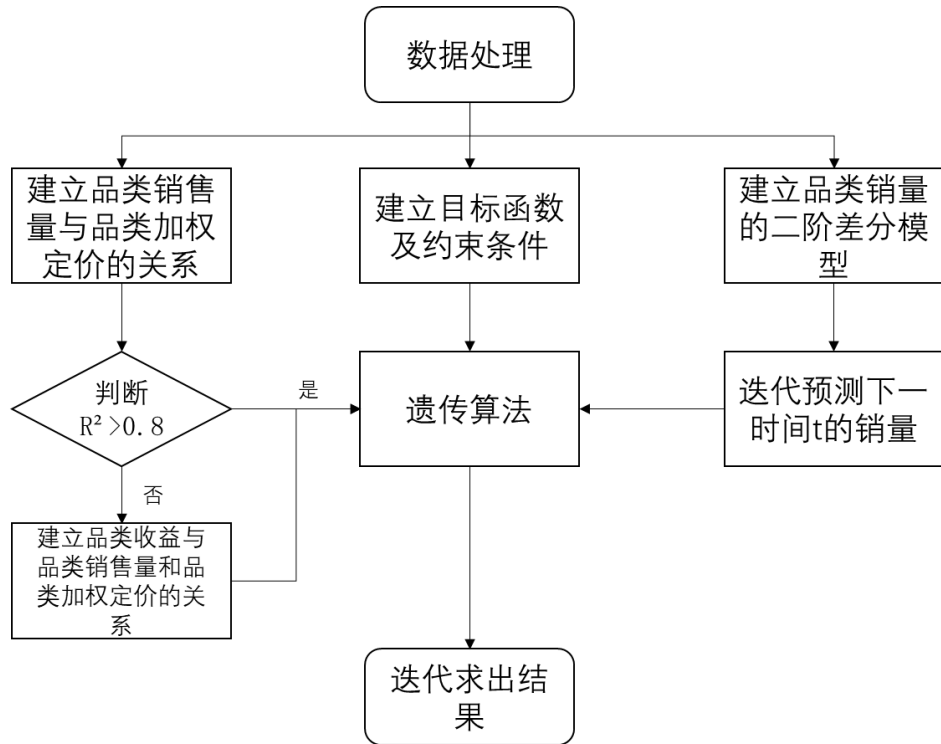 数据处理
建立品类销售
量与品类加权
定价的关系
建立目标函数
及约束条件
建立品类销量
的二阶差分模
型
判断
R²>0.8
是
遗传算法
迭代预测下一
时间t的销量
否
建立品类收益与
品类销售量和品
类加权定价的关
系
迭代求出结
果